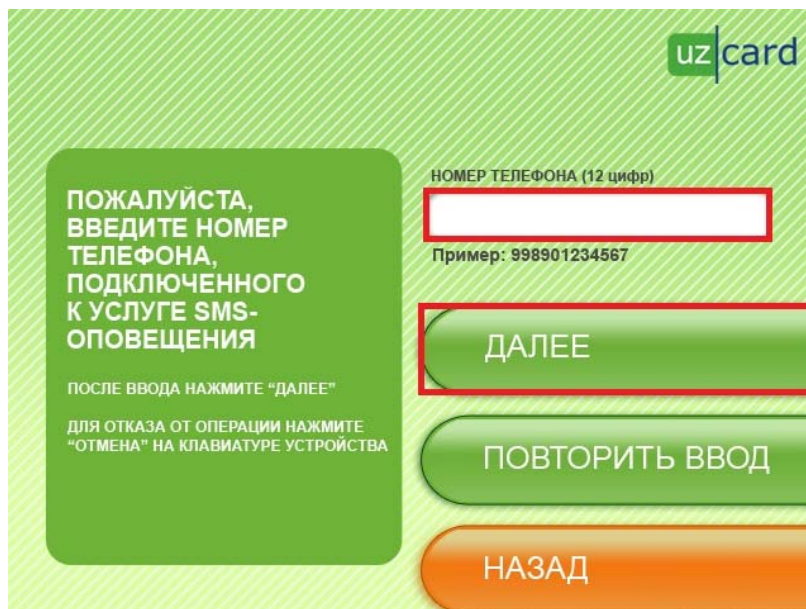 uz card
ПОЖАЛУЙСТА,
ВВЕДИТЕ НОМЕР
ТЕЛЕФОНА,
ПОДКЛЮЧЕННОГО
К УСЛУГЕ SMS-
ОПОВЕЩЕНИЯ
ПОСЛЕ ВВОДА НАЖМИТЕ “ДАЛЕЕ”
ДЛЯ ОТКАЗА ОТ ОПЕРАЦИИ НАЖМИТЕ
“ОТМЕНА” НА КЛАВИАТУРЕ УСТРОЙСТВА
НОМЕР ТЕЛЕФОНА (12 цифр)
Пример: 998901234567
ДАЛЕЕ
ПОВТОРИТЬ ВВОД
НАЗАД